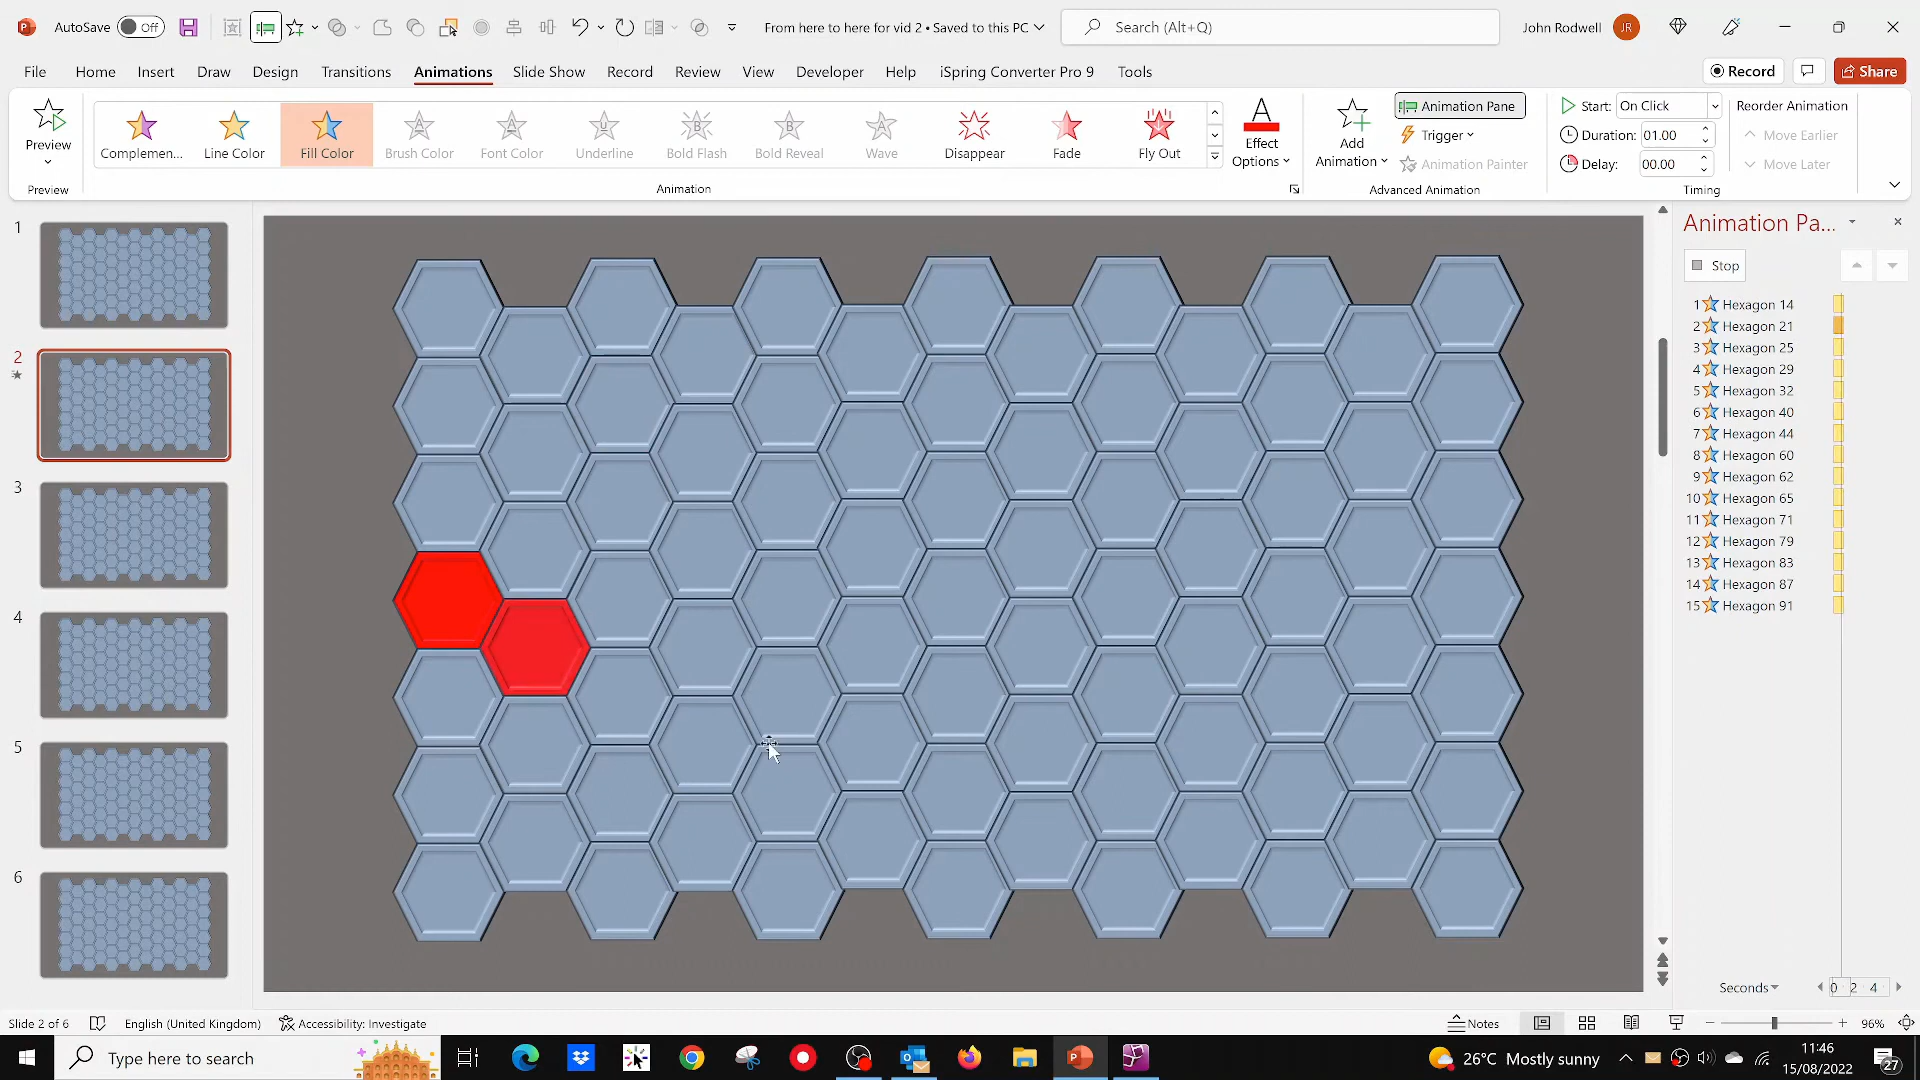 AutoSave Off
From here to here for vid 2 • Saved to this PC
Search (Alt+Q)
John Rodwell JR
File Home Insert Draw Design Transitions Animations Slide Show Record Review View Developer Help iSpring Converter Pro 9 Tools
Record
Share
Preview
Complemen... Line Color Fill Color Brush Color Font Color Underline Bold Flash Bold Reveal Wave Disappear Fade Fly Out
Effect
Options
Add
Animation
Animation Pane
Trigger
Animation Painter
Start: On Click
Duration: 01.00
Delay: 00.00
Reorder Animation
Move Earlier
Move Later
Preview
Animation
Advanced Animation
Timing
1
2
3
4
5
6
Animation Pa...
Stop
1 Hexagon 14
2 Hexagon 21
3 Hexagon 25
4 Hexagon 29
5 Hexagon 32
6 Hexagon 40
7 Hexagon 44
8 Hexagon 60
9 Hexagon 62
10 Hexagon 65
11 Hexagon 71
12 Hexagon 79
13 Hexagon 83
14 Hexagon 87
15 Hexagon 91
Seconds 0 2 4
Slide 2 of 6 English (United Kingdom) Accessibility: Investigate
Notes
96%
Type here to search
26°C Mostly sunny
11:46
15/08/2022
27